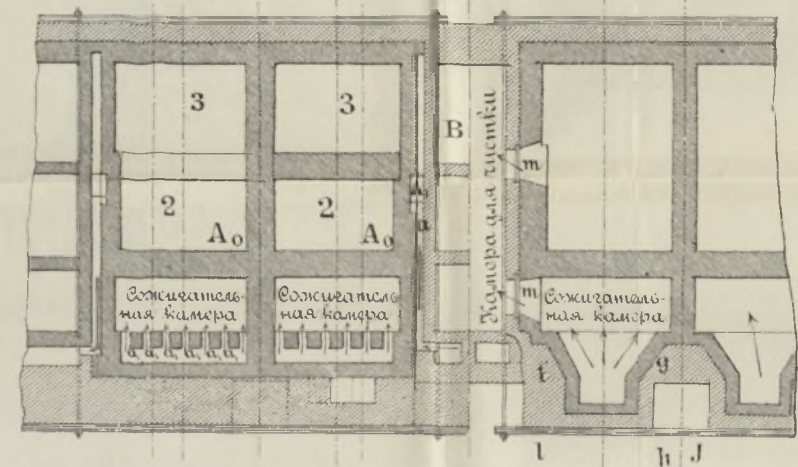 3
3
B
Камера для чистки
m
2
A₀
2
A₀
a
m
Сожигатель-
ная камера
Сожигатель-
ная камера
Сожигатель-
ная камера
a, a, a, a, a, a,
t
g
l
h J